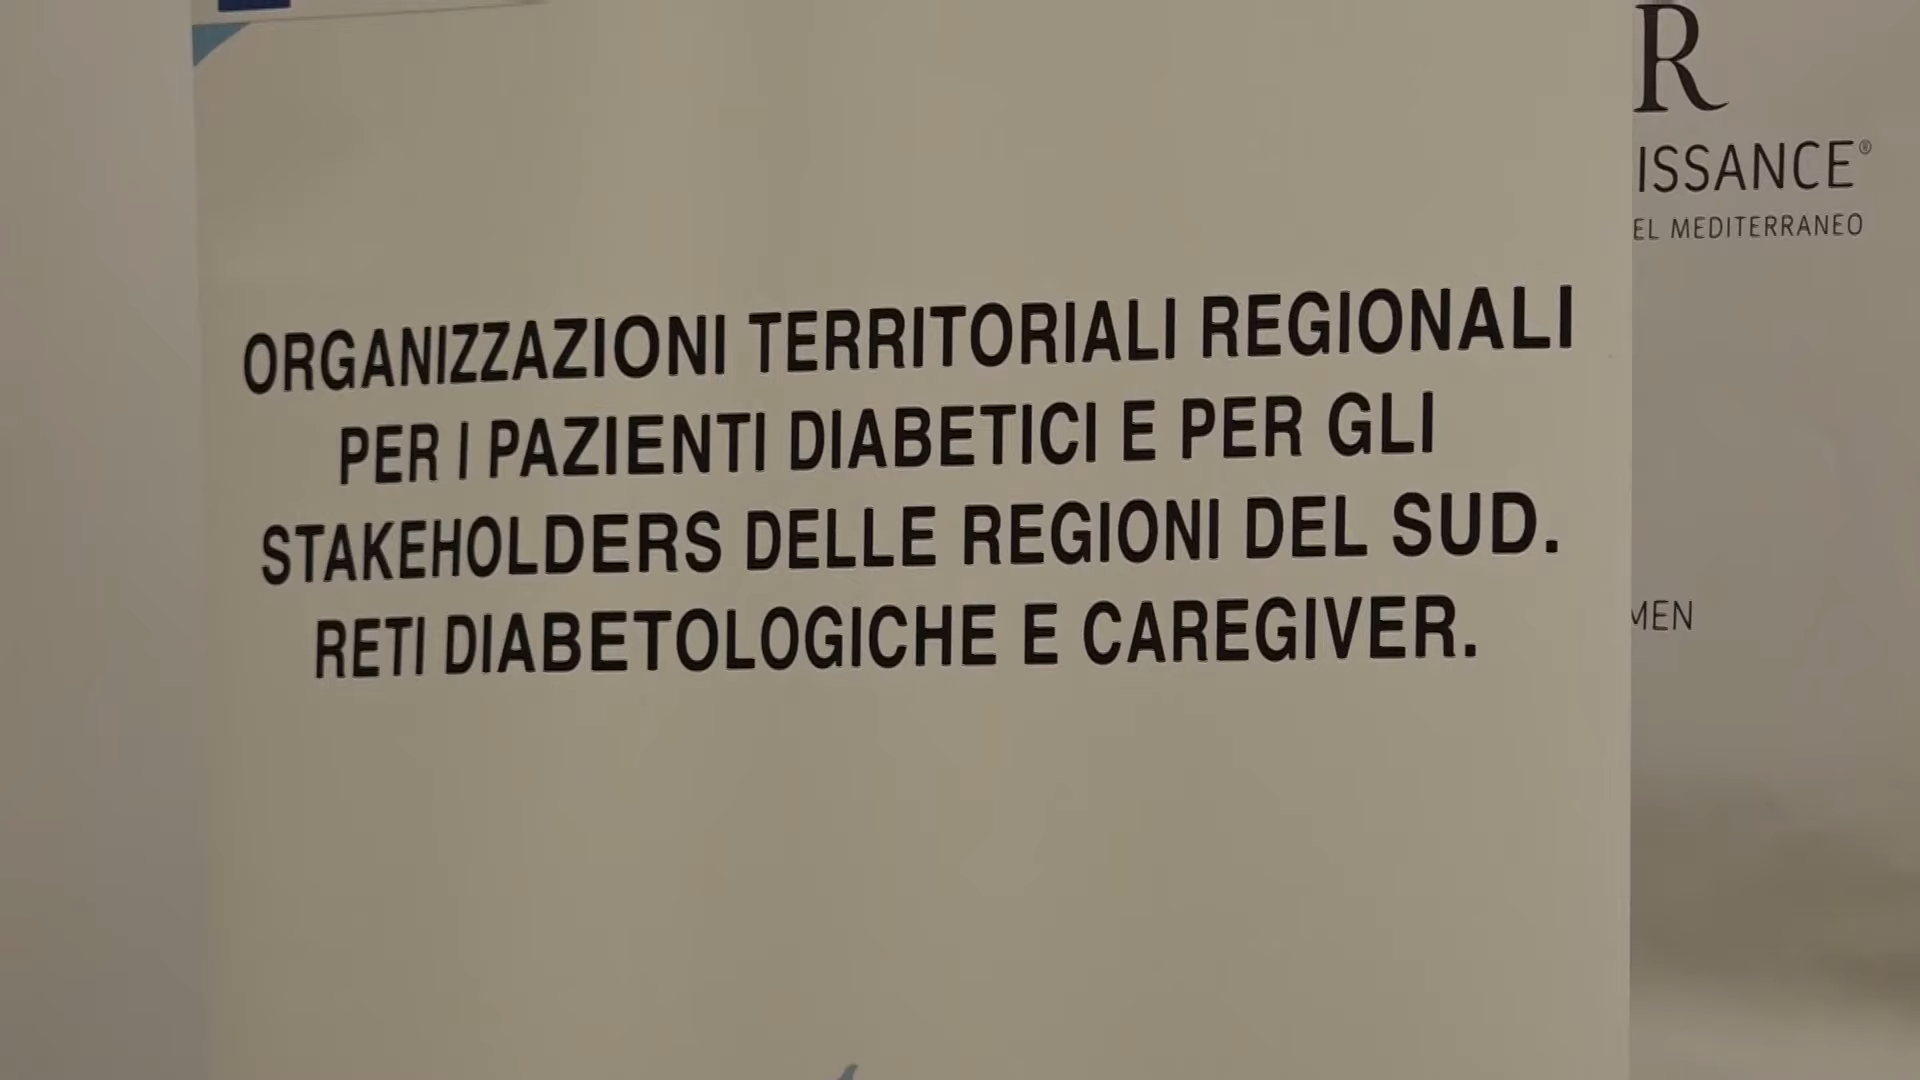 ORGANIZZAZIONI TERRITORIALI REGIONALI
PER I PAZIENTI DIABETICI E PER GLI
STAKEHOLDERS DELLE REGIONI DEL SUD.
RETI DIABETOLOGICHE E CAREGIVER.
R
ISSANCE®
EL MEDITERRANEO
MEN